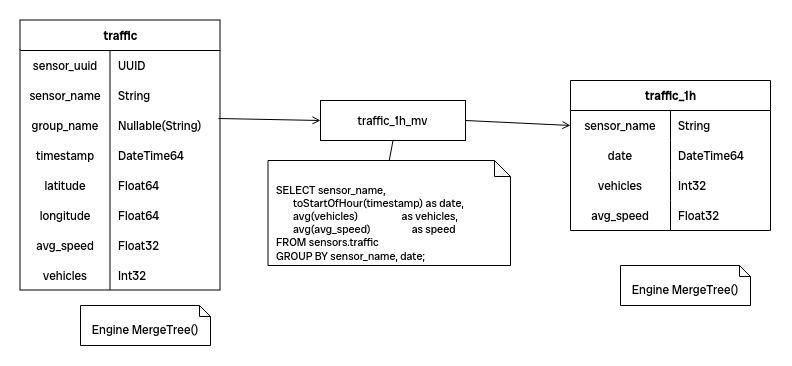 traffic
sensor_uuid UUID
sensor_name String
group_name Nullable(String)
timestamp DateTime64
latitude Float64
longitude Float64
avg_speed Float32
vehicles Int32
Engine MergeTree()
traffic_1h_mv
SELECT sensor_name,
toStartOfHour(timestamp) as date,
avg(vehicles) as vehicles,
avg(avg_speed) as speed
FROM sensors.traffic
GROUP BY sensor_name, date;
traffic_1h
sensor_name String
date DateTime64
vehicles Int32
avg_speed Float32
Engine MergeTree()